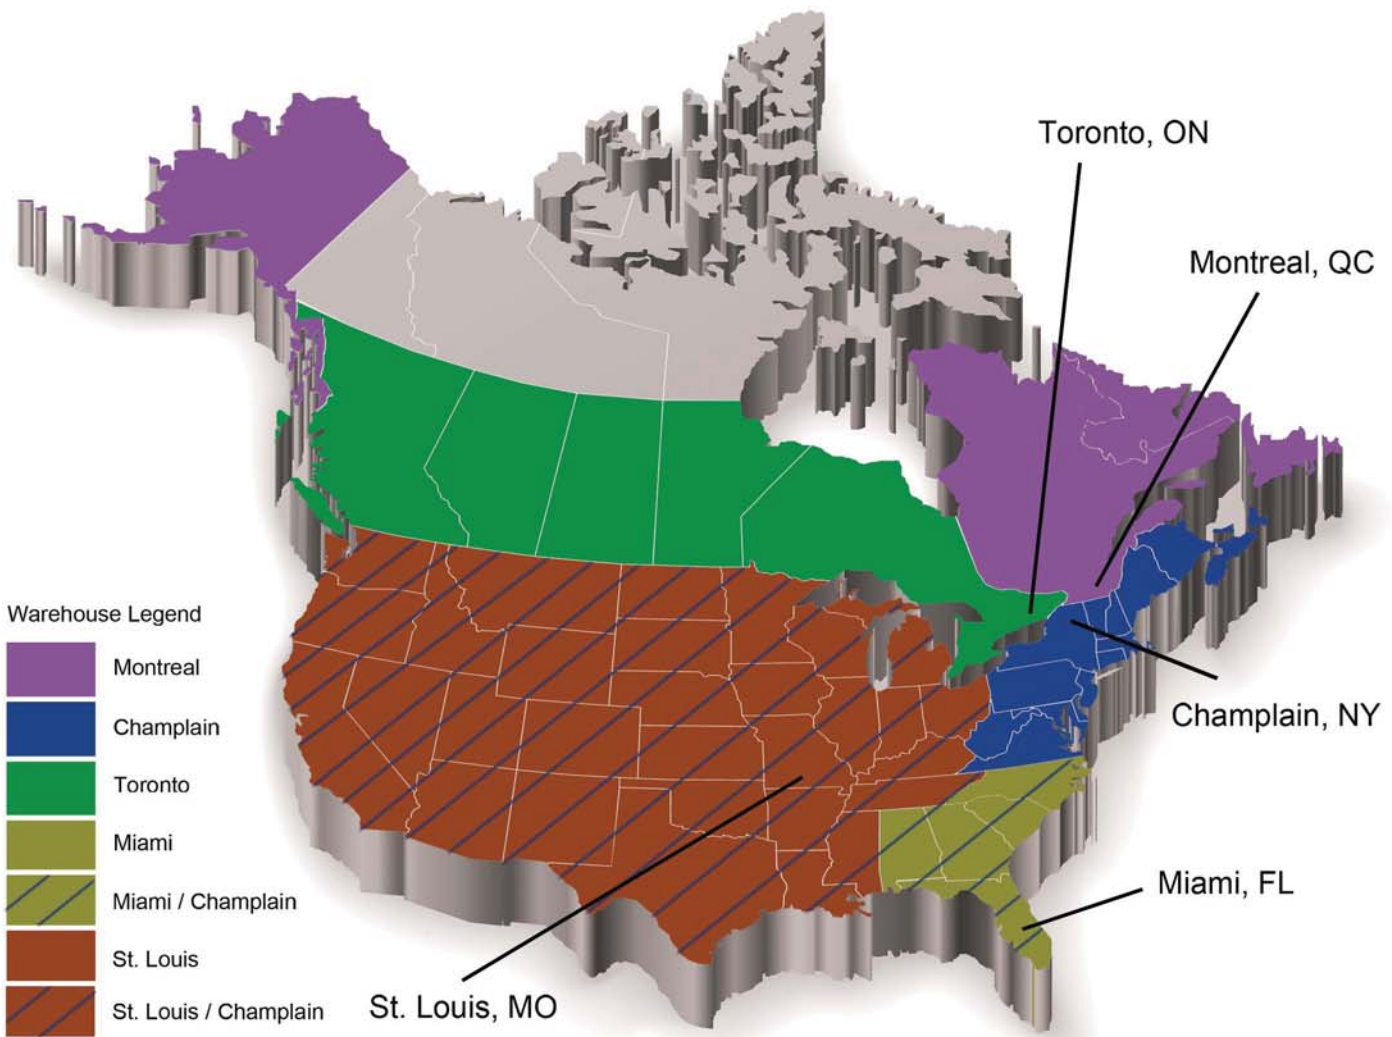 Toronto, ON
Montreal, QC
Warehouse Legend
Montreal
Champlain
Toronto
Miami
Miami / Champlain
St. Louis
St. Louis / Champlain
Champlain, NY
Miami, FL
St. Louis, MO